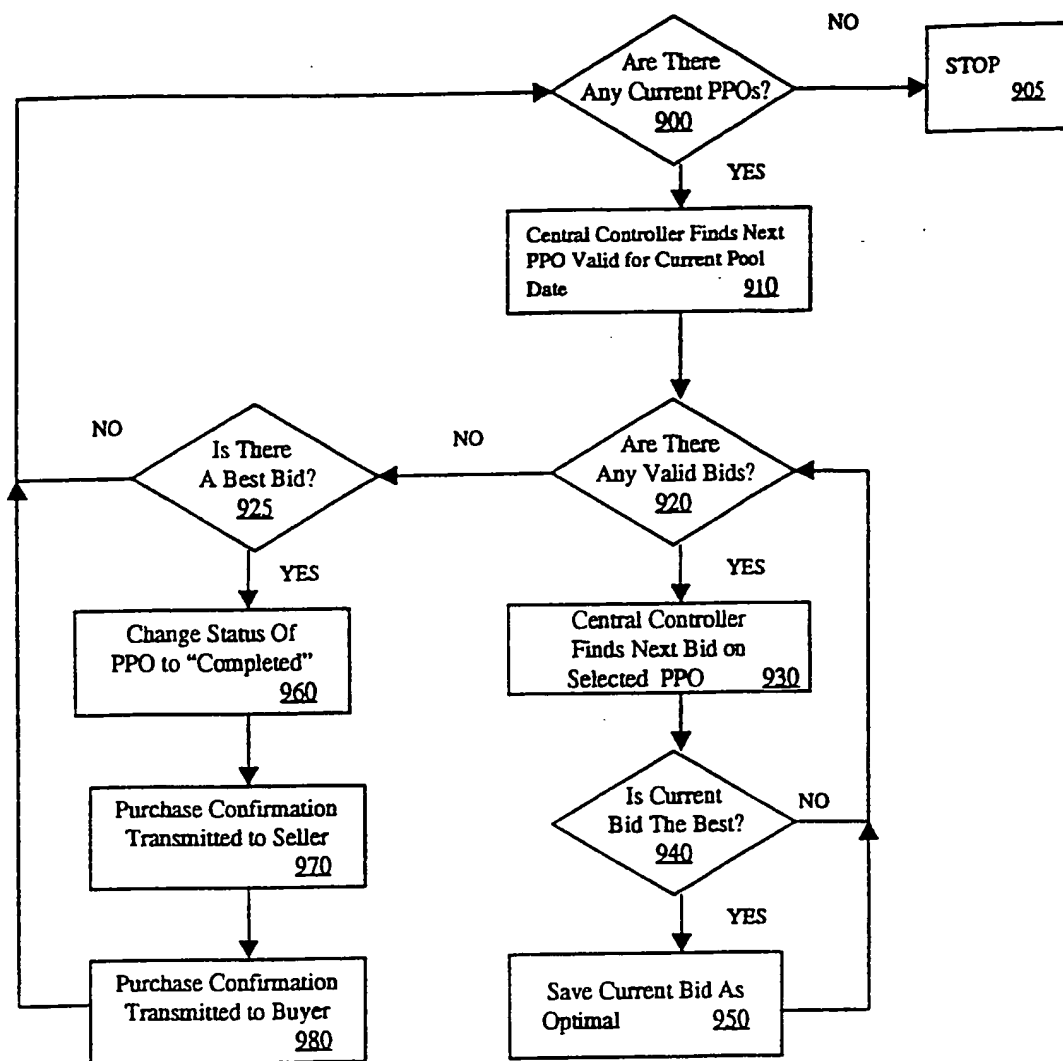 NO
Are There
Any Current PPOs?
900
STOP
905
YES
Central Controller Finds Next
PPO Valid for Current Pool
Date 910
NO
Is There
A Best Bid?
925
NO
Are There
Any Valid Bids?
920
YES
YES
Change Status Of
PPO to “Completed”
960
Central Controller
Finds Next Bid on
Selected PPO 930
Purchase Confirmation
Transmitted to Seller
970
Is Current
Bid The Best?
940
NO
YES
Purchase Confirmation
Transmitted to Buyer
980
Save Current Bid As
Optimal 950